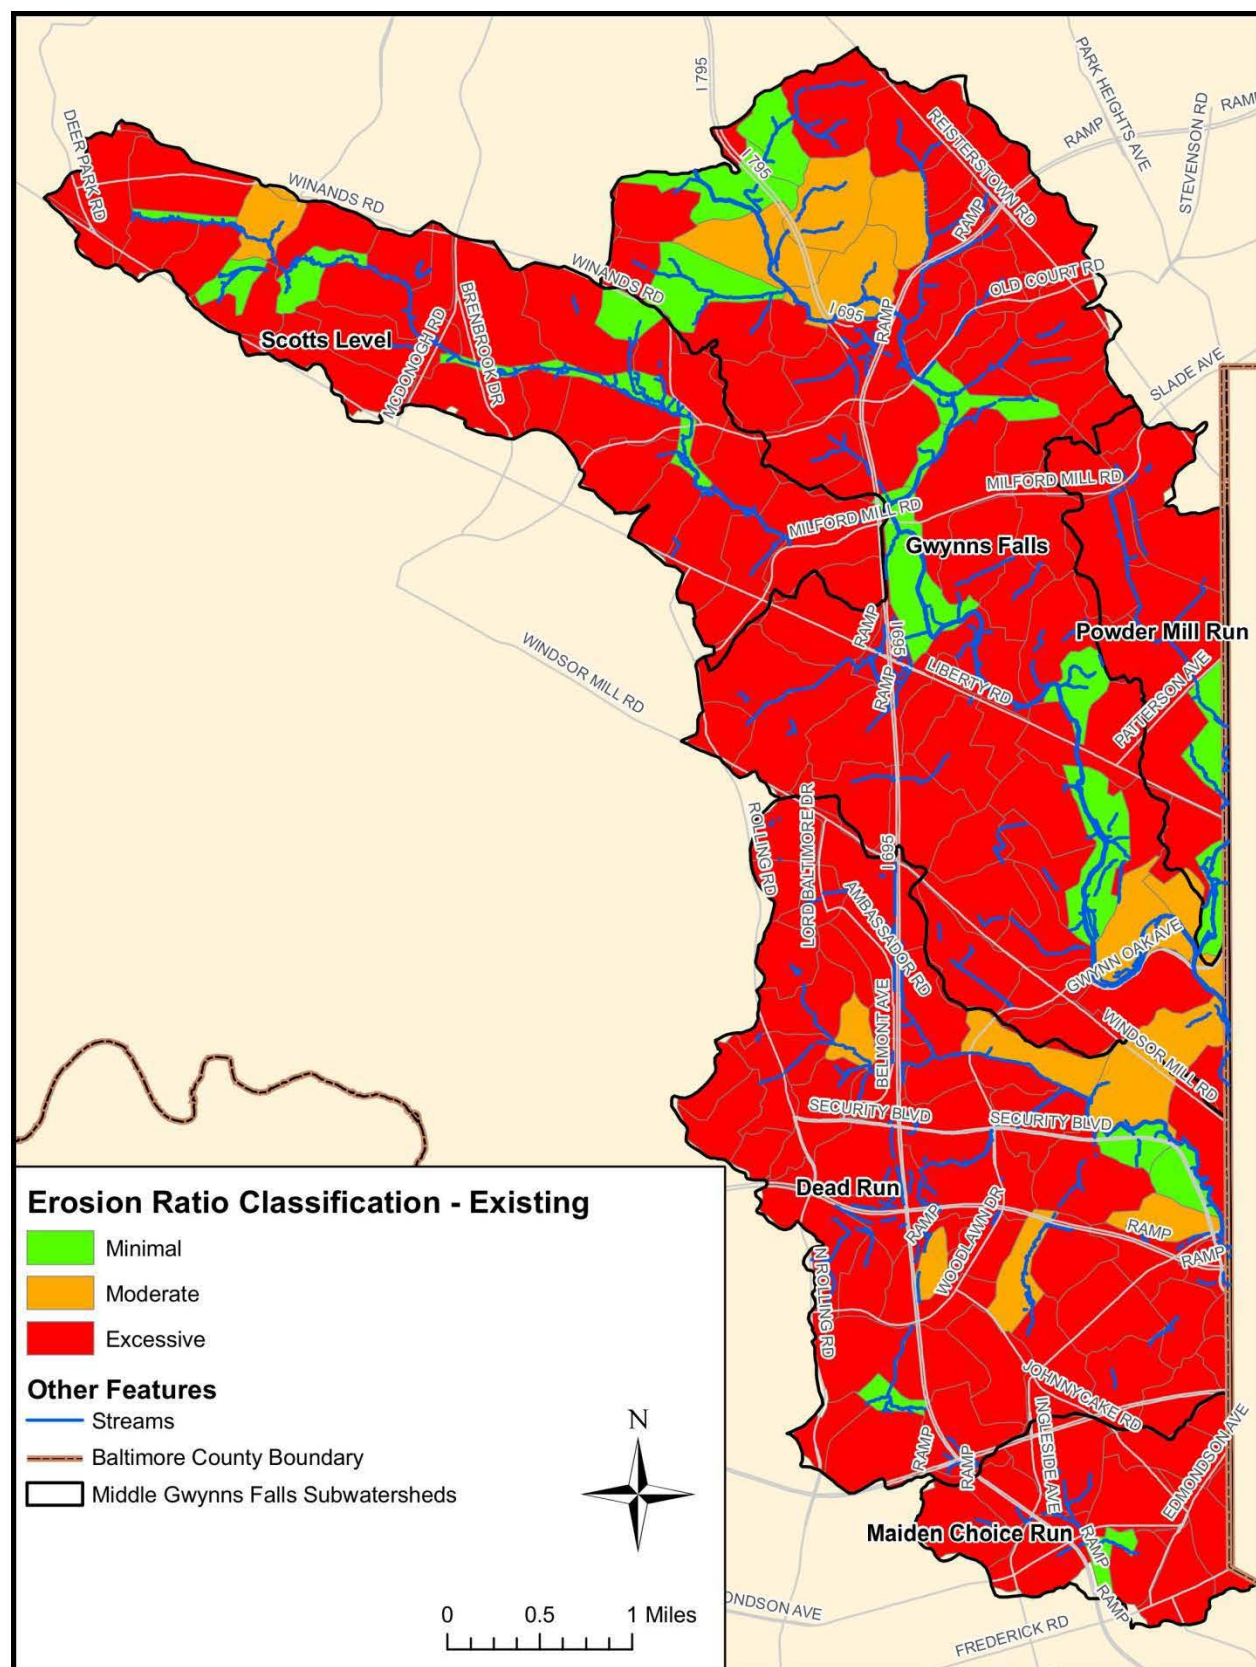 I 795
PARK HEIGHTS AVE
STEVENSON RD
RAMP
RAMP
REISTERSTOWN RD
DEER PARK RD
WINANDS RD
I 795
RAMP
WINANDS RD
OLD COURT RD
I 695
RAMP
BRENBROOK DR
MCDONOGH RD
Scotts Level
SLADE AVE
MILFORD MILL RD
MILFORD MILL RD
Gwynns Falls
WINDSOR MILL RD
RAMP
I 695
RAMP
LIBERTY RD
Powder Mill Run
PATTERSON AVE
ROLLING RD
LORD BALTIMORE DR
I 695
AMBASSADOR RD
GWYNN OAK AVE
BELMONT AVE
WINDSOR MILL RD
SECURITY BLVD
SECURITY BLVD
Dead Run
RAMP
WOODLAWN DR
RAMP
RAMP
N ROLLING RD
JOHNNYCAKE RD
INGLESIDE AVE
EDMONDSON AVE
RAMP
RAMP
Maiden Choice Run
RAMP
RAMP
ONDSON AVE
FREDERICK RD
Erosion Ratio Classification - Existing
Minimal
Moderate
Excessive
Other Features
Streams
Baltimore County Boundary
Middle Gwynns Falls Subwatersheds
N
0 0.5 1 Miles